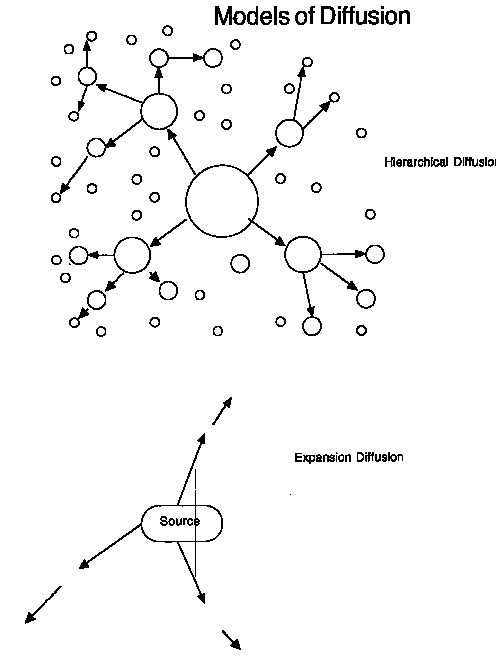 Models of Diffusion
Hierarchical Diffusion
Expansion Diffusion
Source